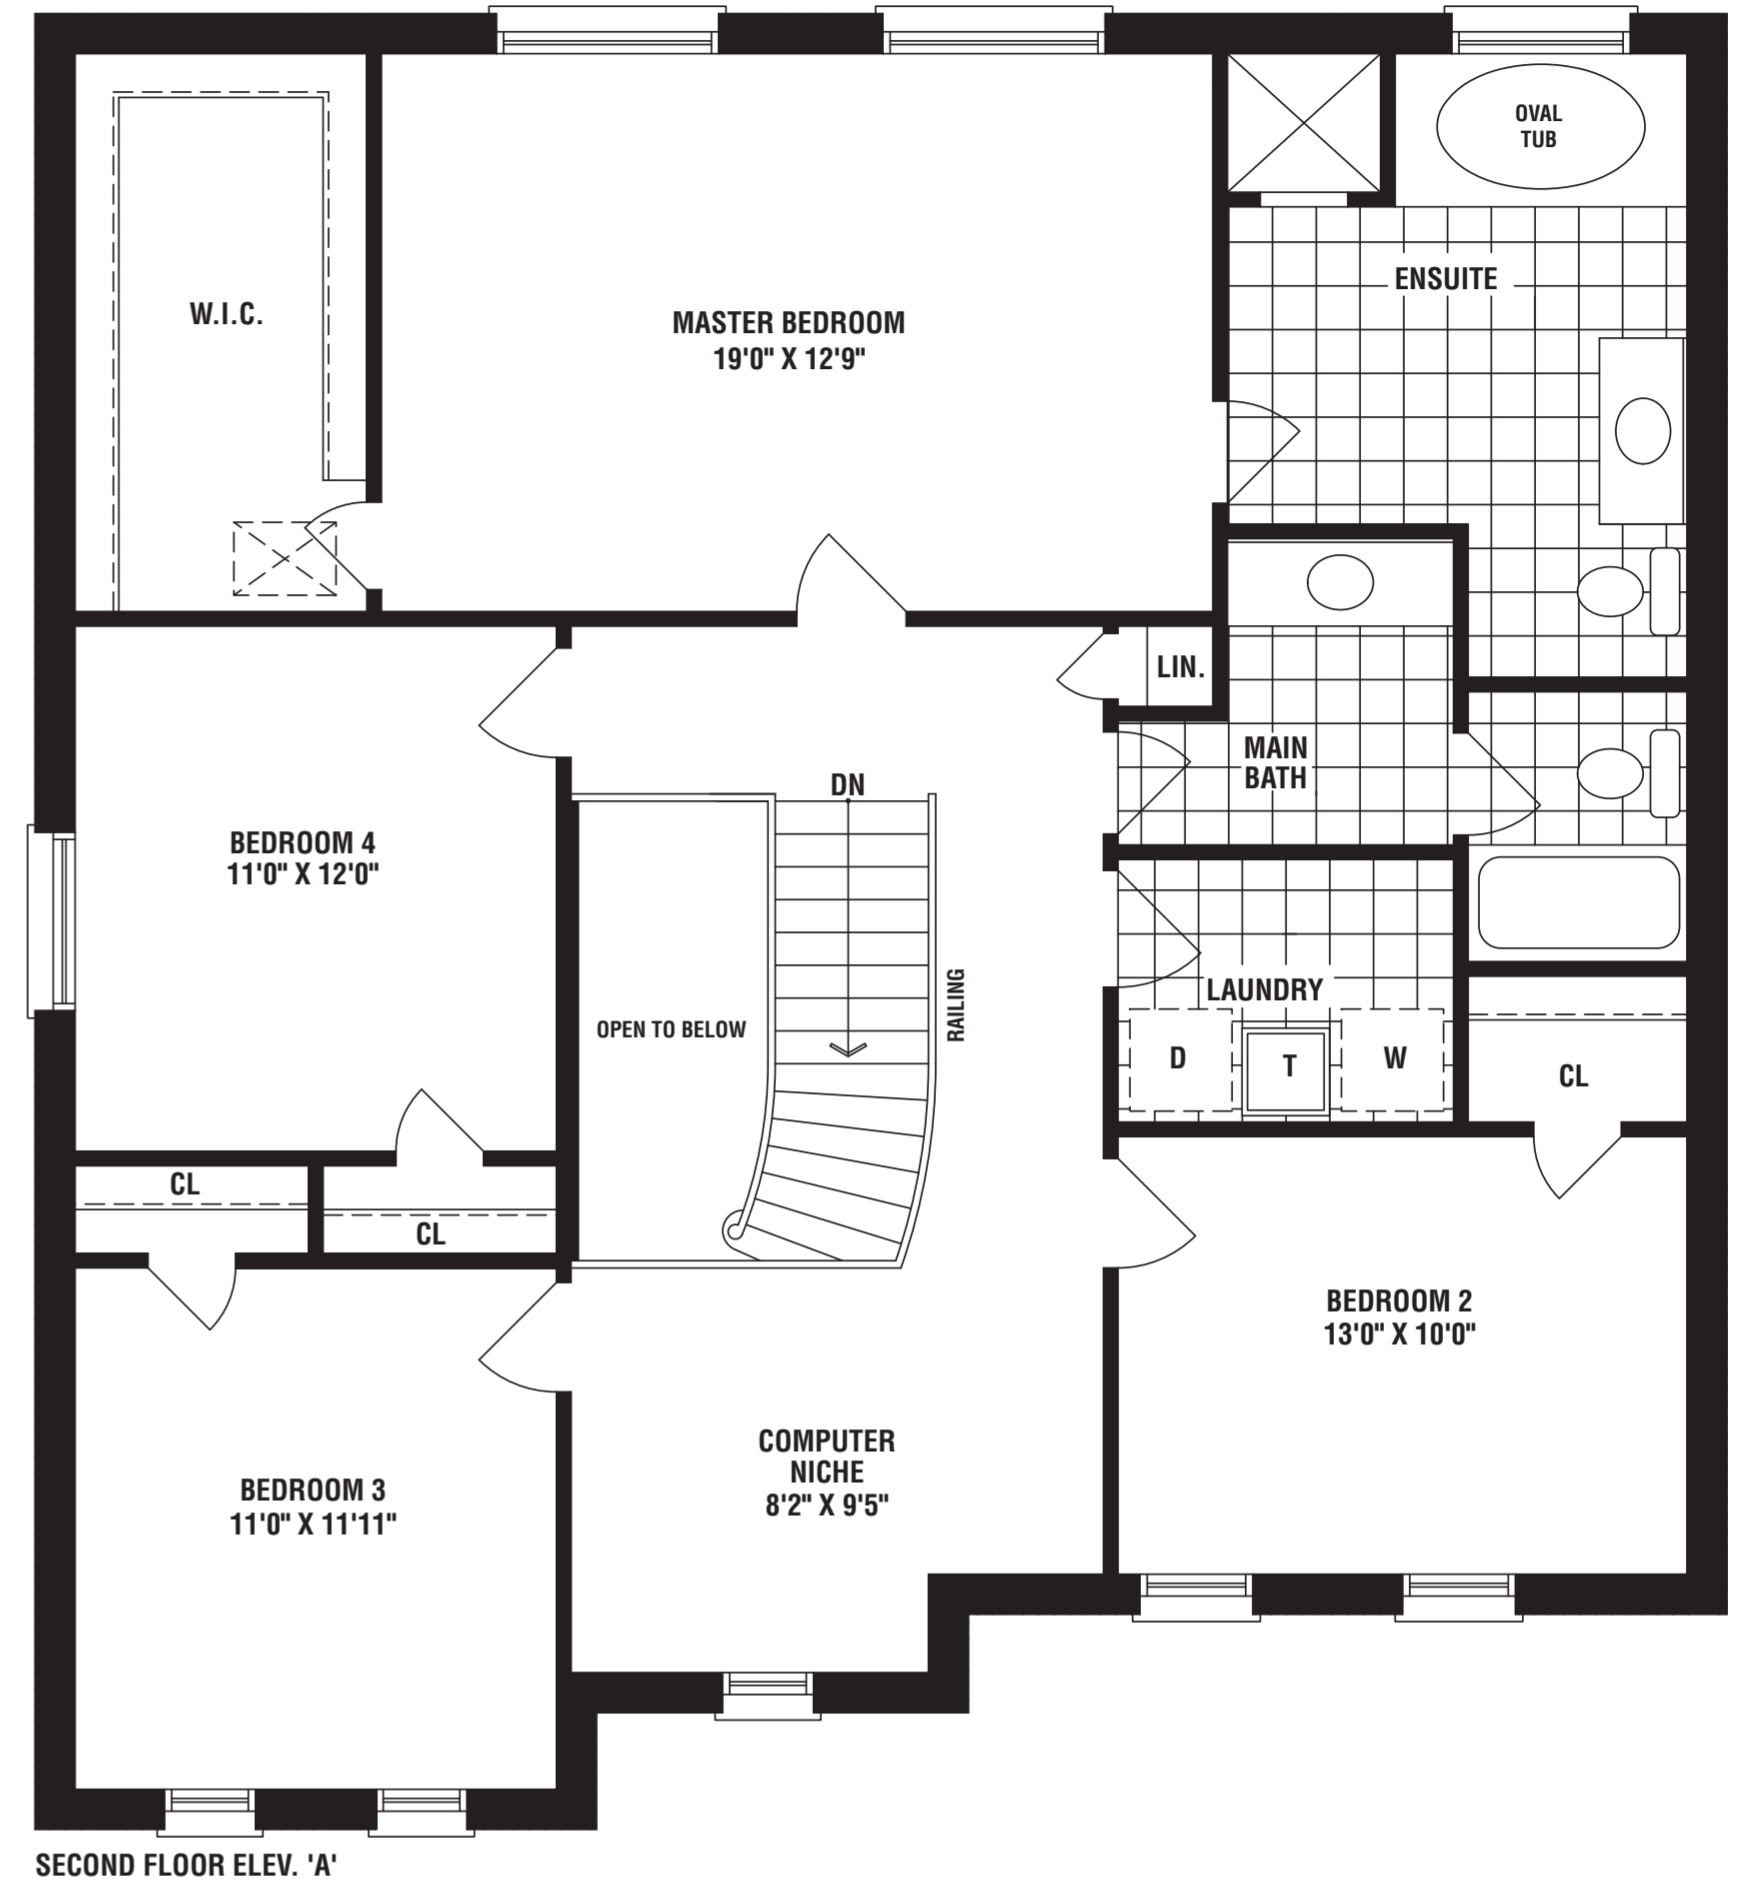 OVAL
TUB
ENSUITE
W.I.C.
MASTER BEDROOM
19'0" X 12'9"
LIN.
MAIN
BATH
DN
BEDROOM 4
11'0" X 12'0"
RAILING
OPEN TO BELOW
LAUNDRY
D
T
W
CL
CL
CL
BEDROOM 2
13'0" X 10'0"
COMPUTER
NICHE
8'2" X 9'5"
BEDROOM 3
11'0" X 11'11"
SECOND FLOOR ELEV. 'A'